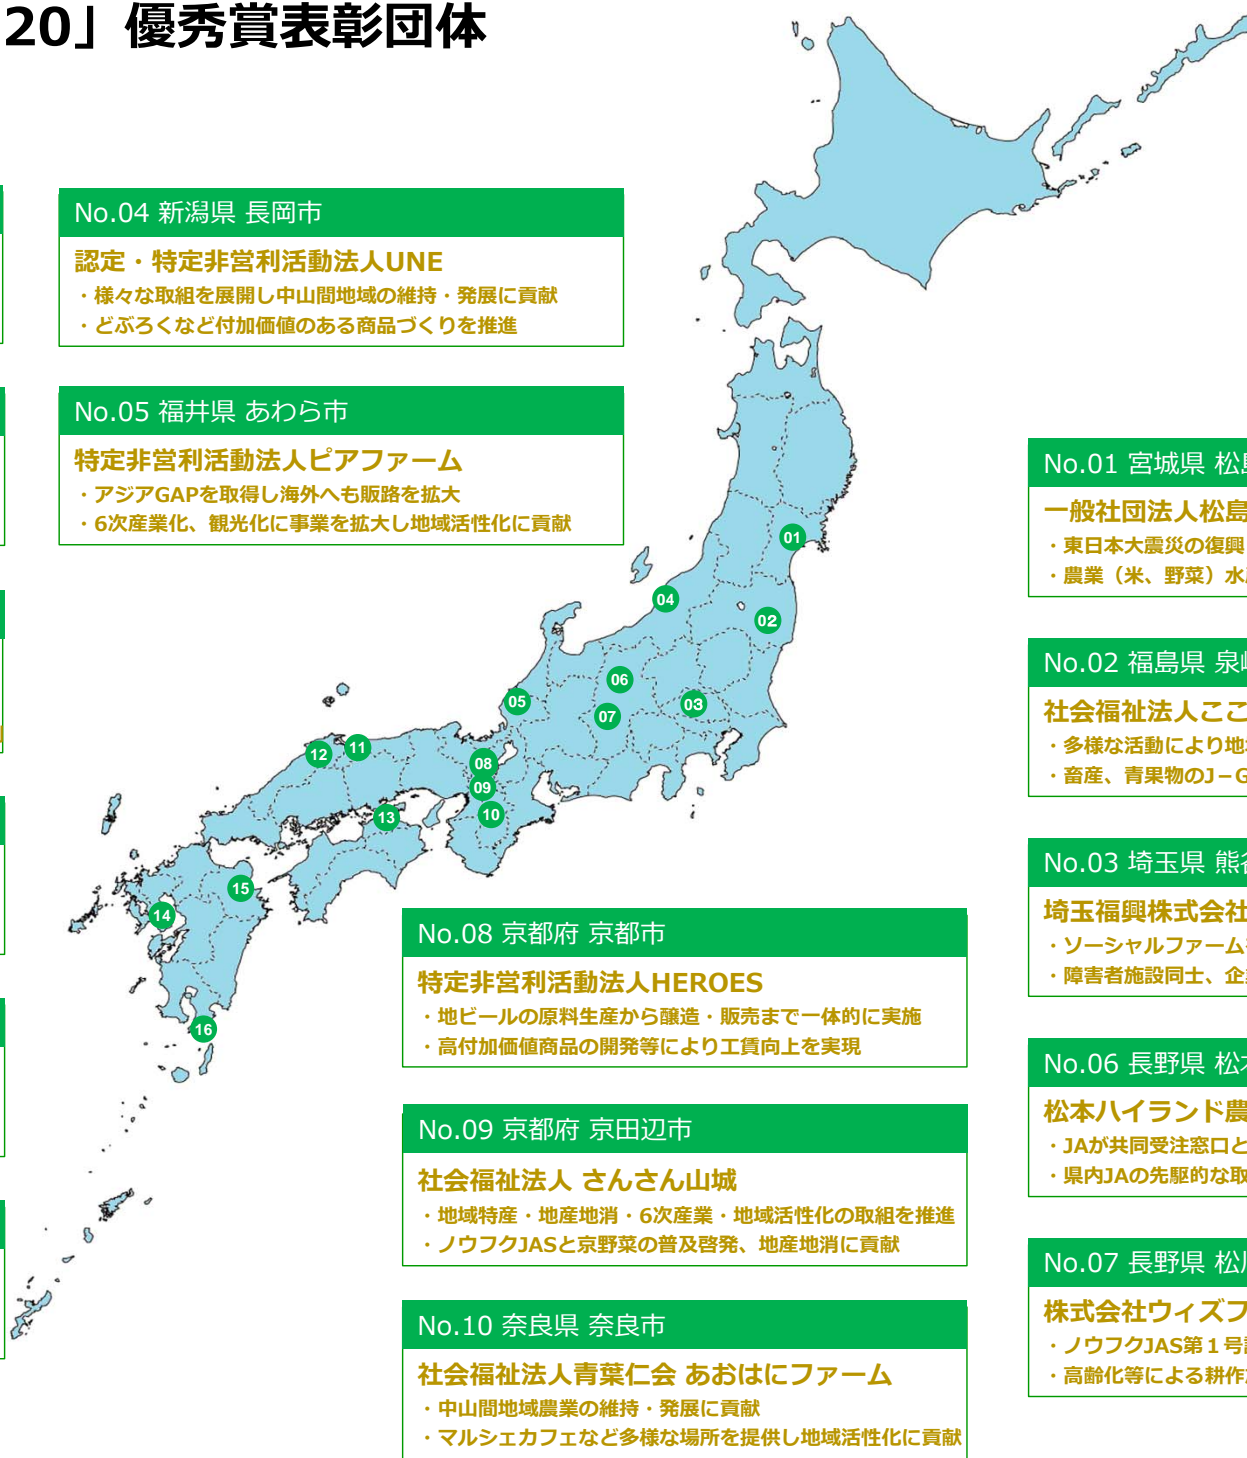 20」優秀賞表彰団体
No.04 新潟県 長岡市
認定・特定非営利活動法人UNE
・様々な取組を展開し中山間地域の維持・発展に貢献
・どぶろくなど付加価値のある商品づくりを推進
No.05 福井県 あわら市
特定非営利活動法人ピアファーム
・アジアGAPを取得し海外へも販路を拡大
・6次産業化、観光化に事業を拡大し地域活性化に貢献
01
02
03
04
05
06
07
08
09
10
11
12
13
14
15
16
No.08 京都府 京都市
特定非営利活動法人HEROES
・地ビールの原料生産から醸造・販売まで一体的に実施
・高付加価値商品の開発等により工賃向上を実現
No.09 京都府 京田辺市
社会福祉法人 さんさん山城
・地域特産・地産地消・6次産業・地域活性化の取組を推進
・ノウフクJASと京野菜の普及啓発、地産地消に貢献
No.10 奈良県 奈良市
社会福祉法人青葉仁会 あおはにファーム
・中山間地域農業の維持・発展に貢献
・マルシェカフェなど多様な場所を提供し地域活性化に貢献
No.01 宮城県 松
一般社団法人松島
・東日本大震災の復興
・農業（米、野菜）水
No.02 福島県 泉
社会福祉法人ここ
・多様な活動により地
・畜産、青果物のJ－G
No.03 埼玉県 熊
埼玉福興株式会社
・ソーシャルファーム
・障害者施設同士、企
No.06 長野県 松
松本ハイランド農
・JAが共同受注窓口と
・県内JAの先駆的な取
No.07 長野県 松
株式会社ウィズフ
・ノウフクJAS第１号
・高齢化等による耕作